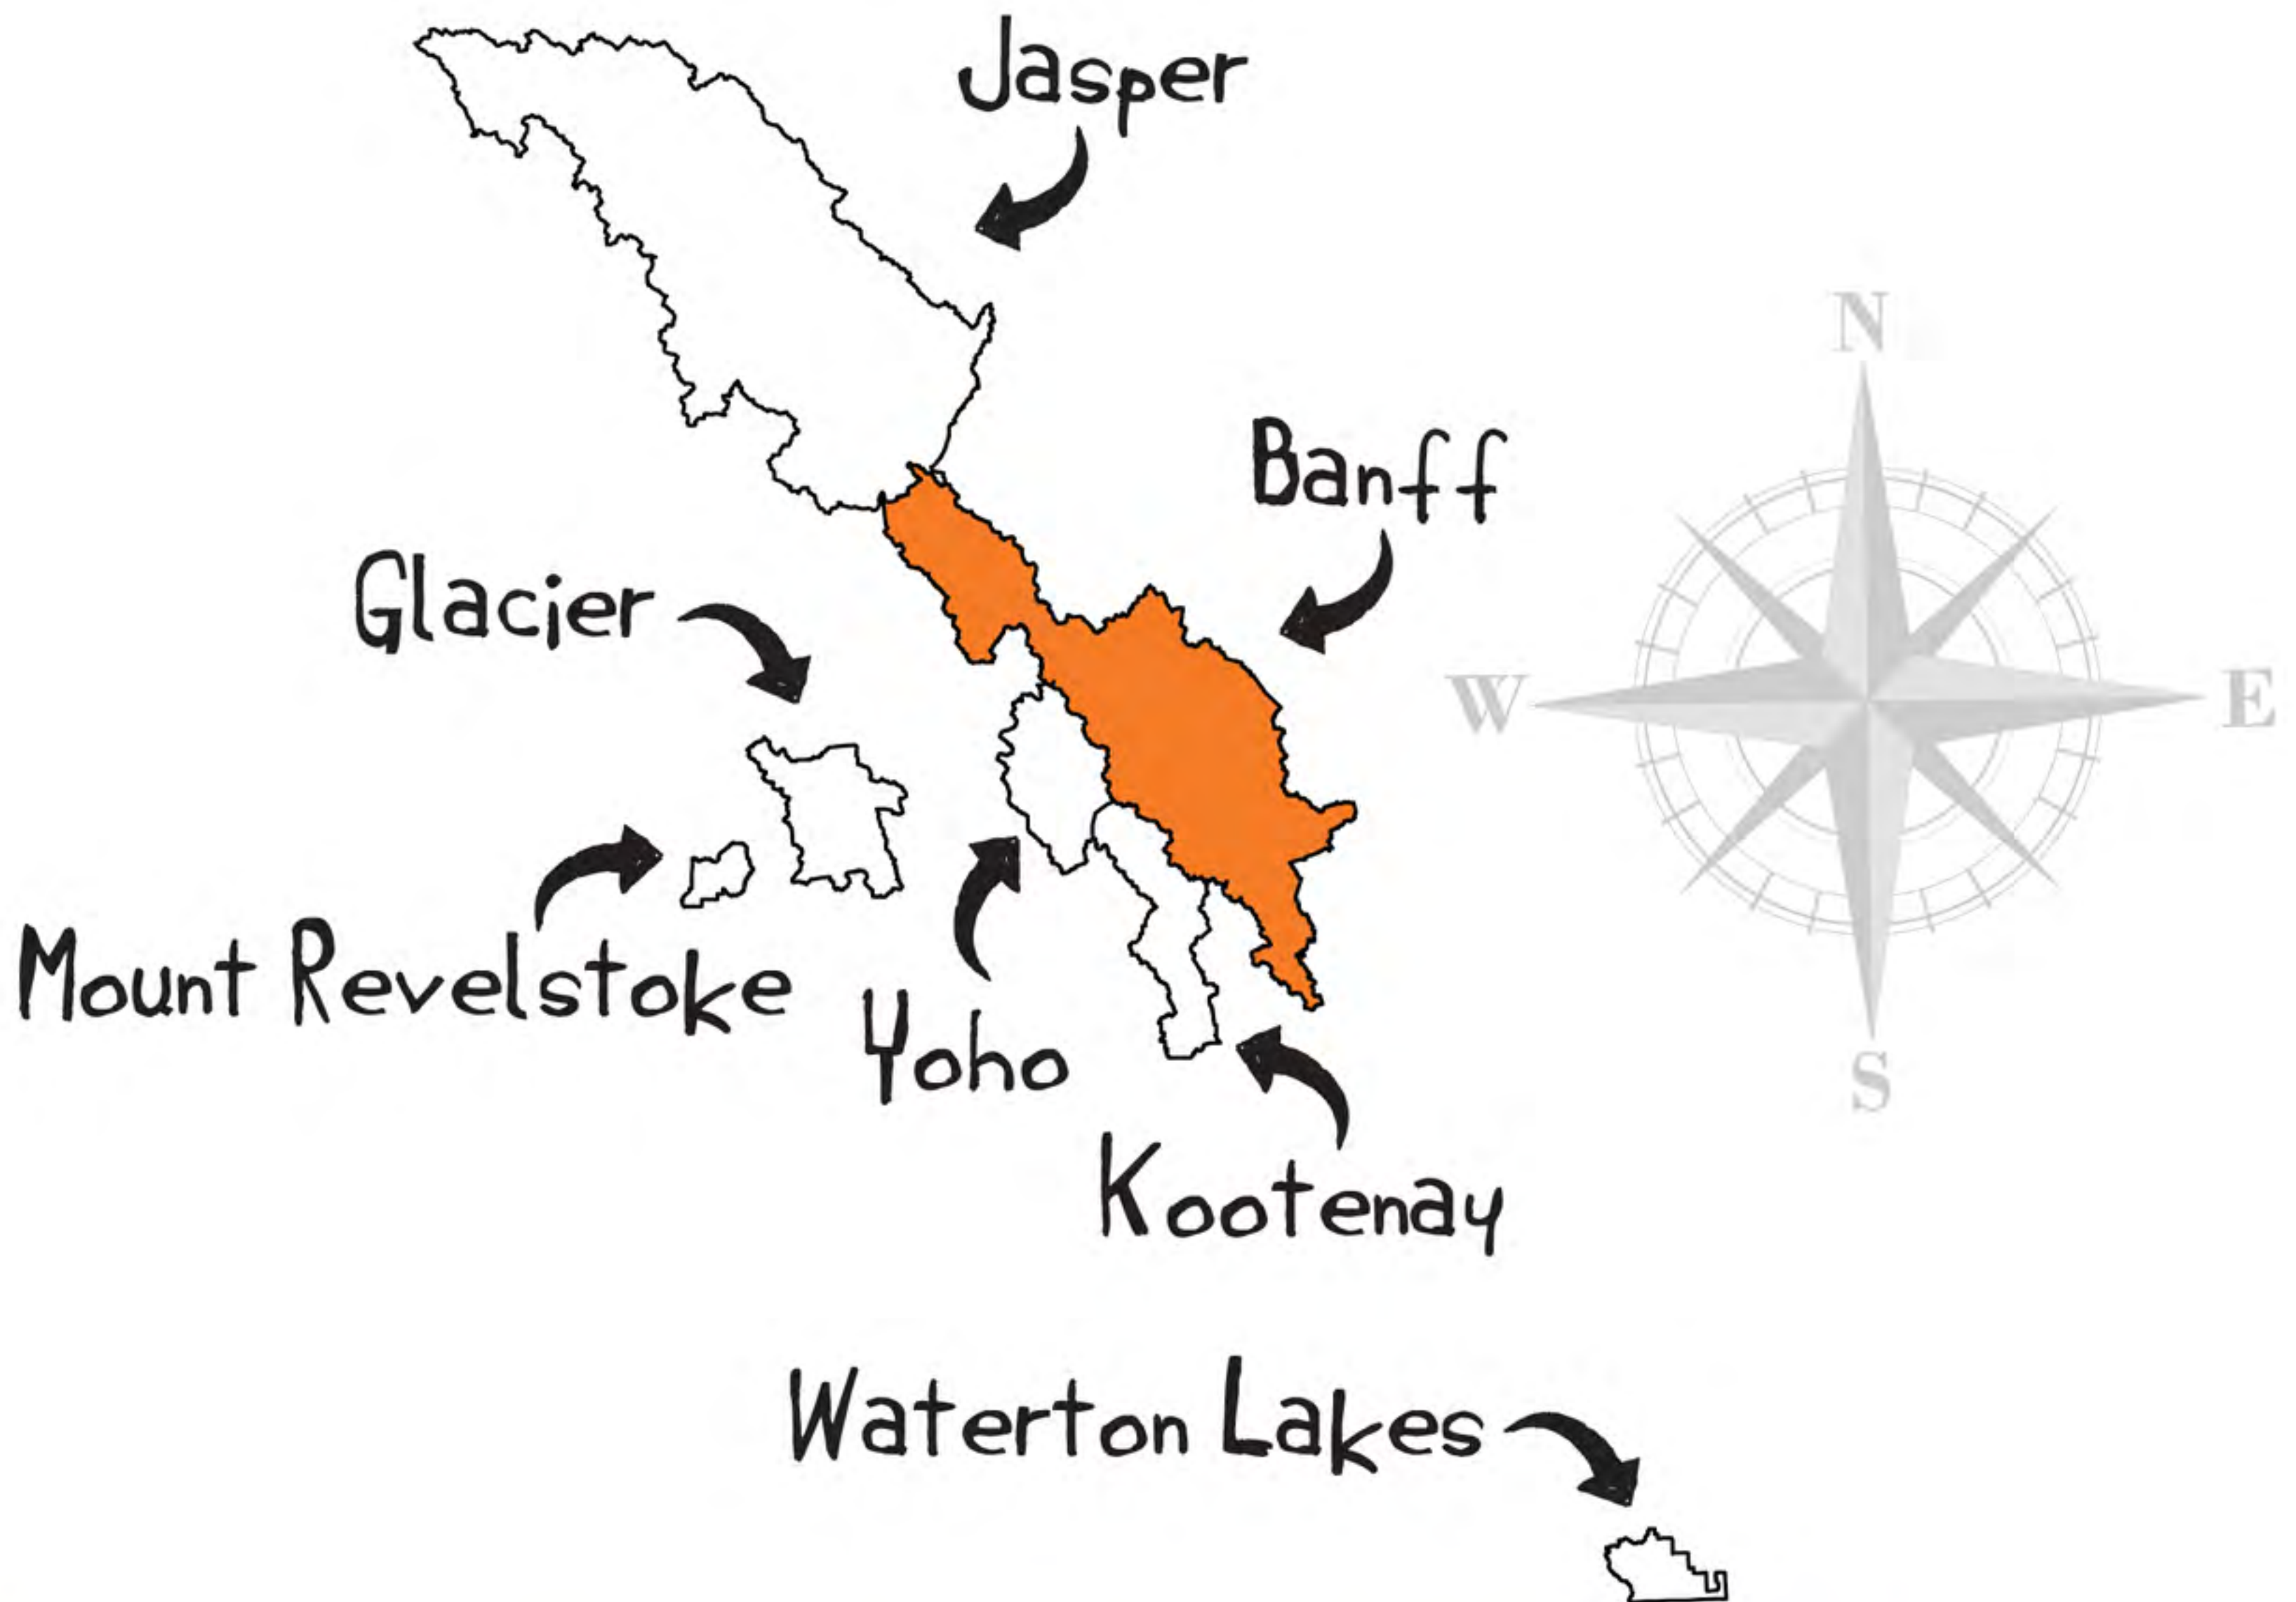 Jasper
N
Banff
Glacier
W
E
Mount Revelstoke
Yoho
S
Kootenay
Waterton Lakes